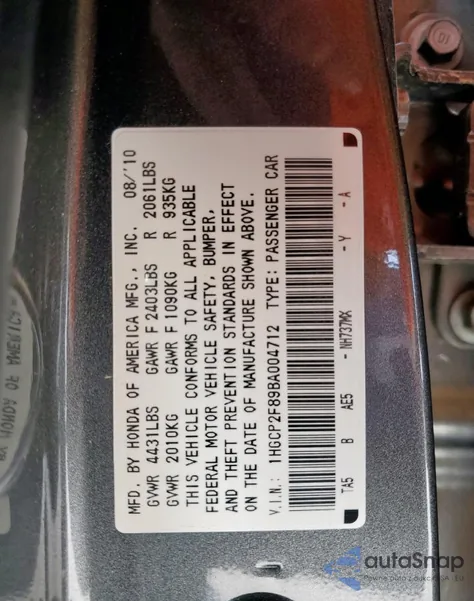 MFD. BY HONDA OF AMERICA MFG., INC. 08/'10
GVWR 4431LBS GAWR F 2403LBS R 2061LBS
GVWR 2010KG GAWR F 1090KG R 935KG
THIS VEHICLE CONFORMS TO ALL APPLICABLE
FEDERAL MOTOR VEHICLE SAFETY, BUMPER,
AND THEFT PREVENTION STANDARDS IN EFFECT
ON THE DATE OF MANUFACTURE SHOWN ABOVE.
V.I.N.: 1HGCP2F89BA004712 TYPE: PASSENGER CAR
TA5 B AE5 - NH737MX - Y - A
autoSnap